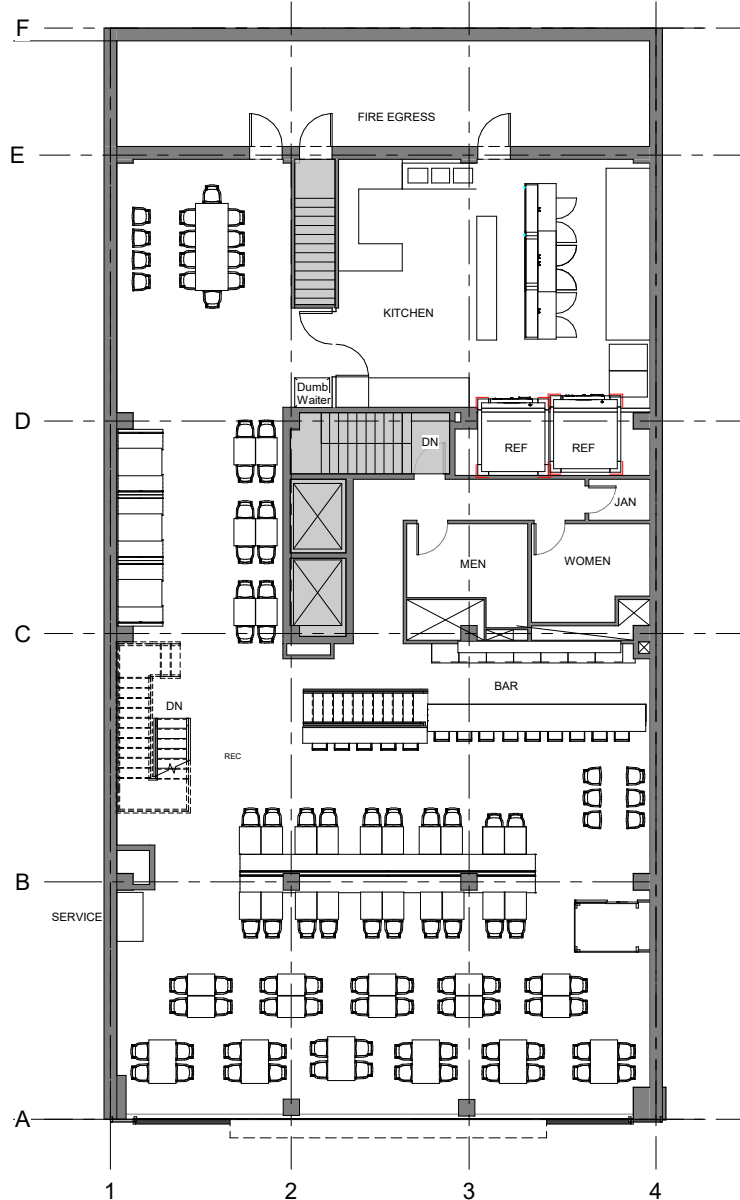 F
FIRE EGRESS
E
KITCHEN
Dumb
Waiter
D
DN
REF
REF
JAN
MEN
WOMEN
C
BAR
DN
REC
B
SERVICE
A
1
2
3
4